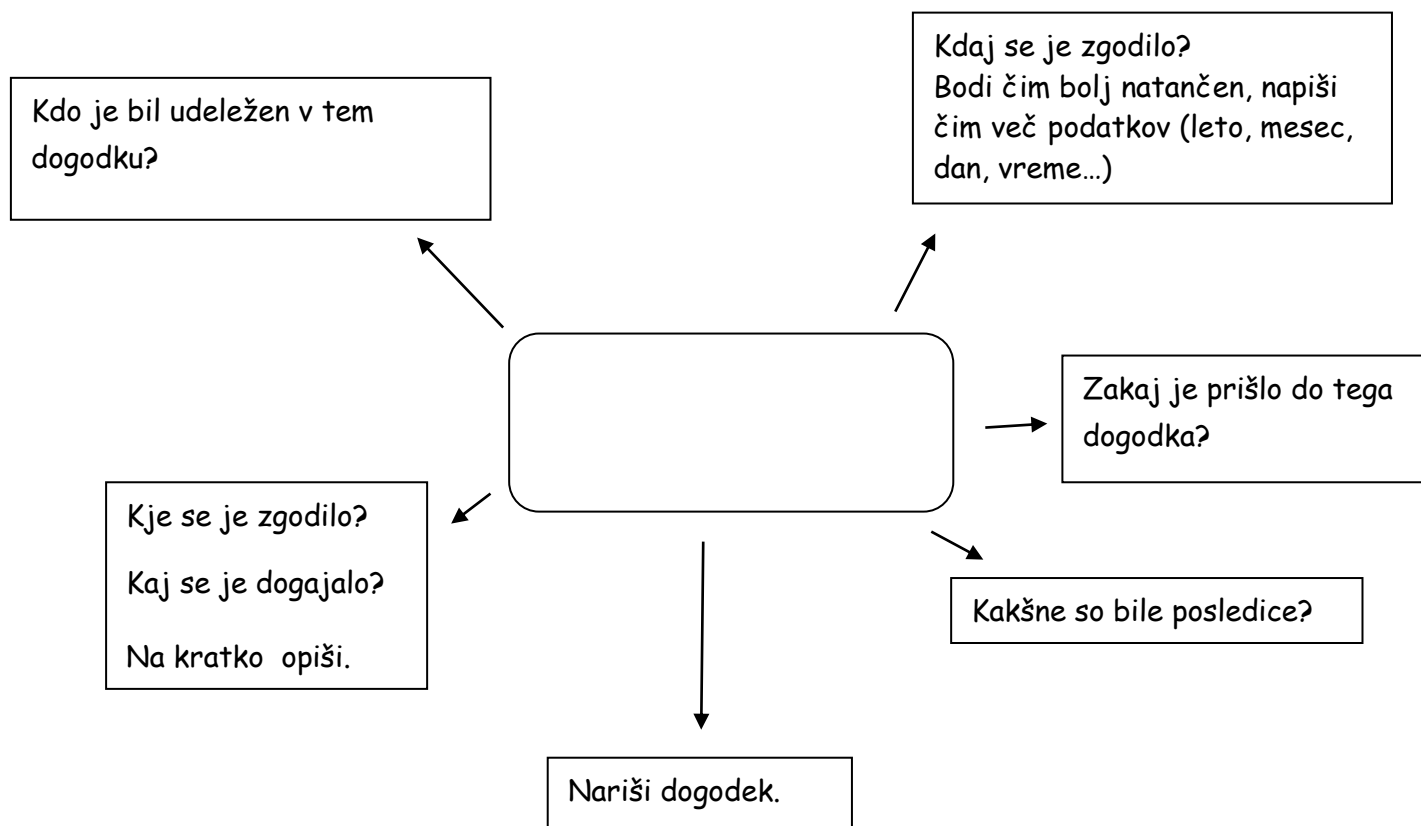 Kdo je bil udeležen v tem
dogodku?
Kdaj se je zgodilo?
Bodi čim bolj natančen, napiši
čim več podatkov (leto, mesec,
dan, vreme…)
Zakaj je prišlo do tega
dogodka?
Kje se je zgodilo?
Kaj se je dogajalo?
Na kratko opiši.
Kakšne so bile posledice?
Nariši dogodek.